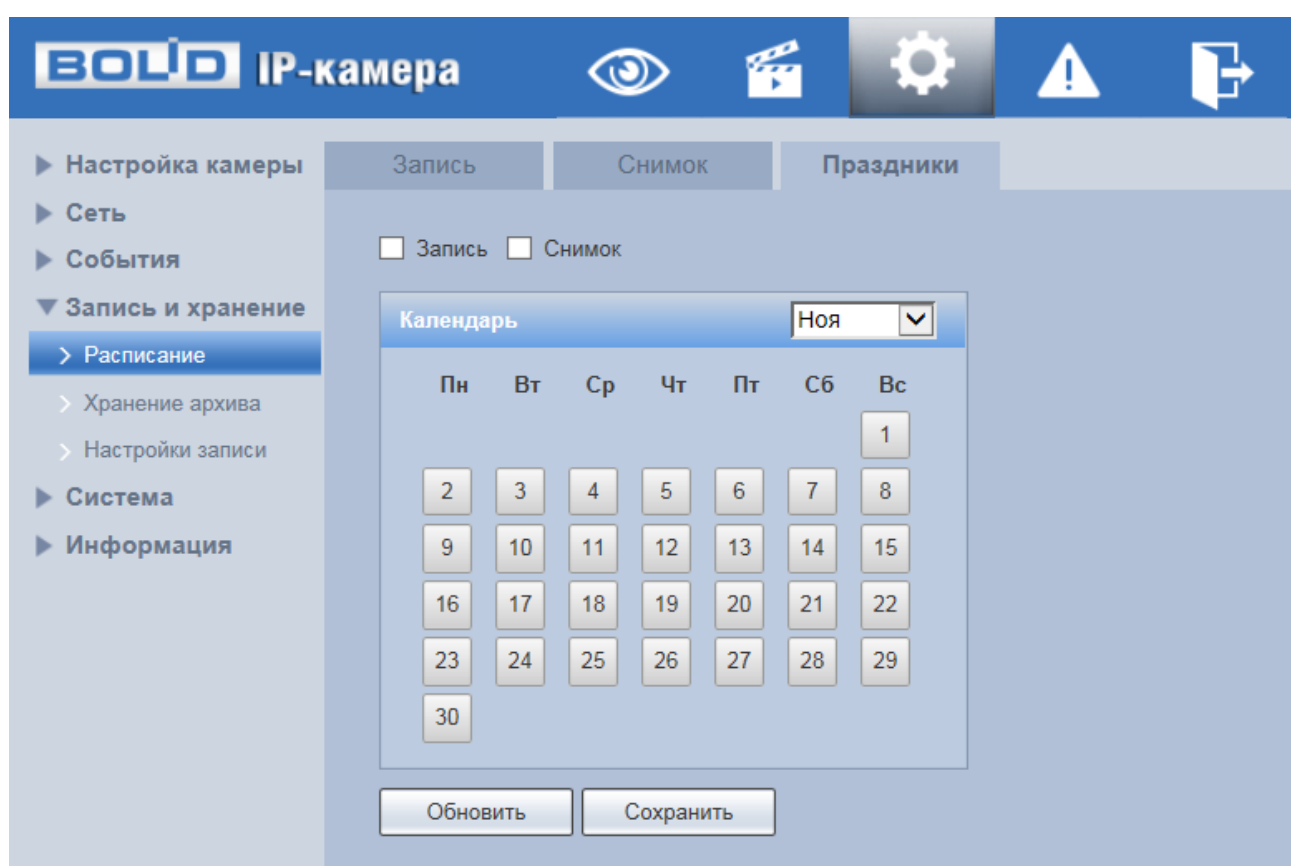 BOLID IP-камера
Настройка камеры
Сеть
События
Запись и хранение
Расписание
Хранение архива
Настройки записи
Система
Информация
Запись Снимок Праздники
Запись Снимок
Календарь Ноя
Пн Вт Ср Чт Пт Сб Вс
1
2 3 4 5 6 7 8
9 10 11 12 13 14 15
16 17 18 19 20 21 22
23 24 25 26 27 28 29
30
Обновить Сохранить